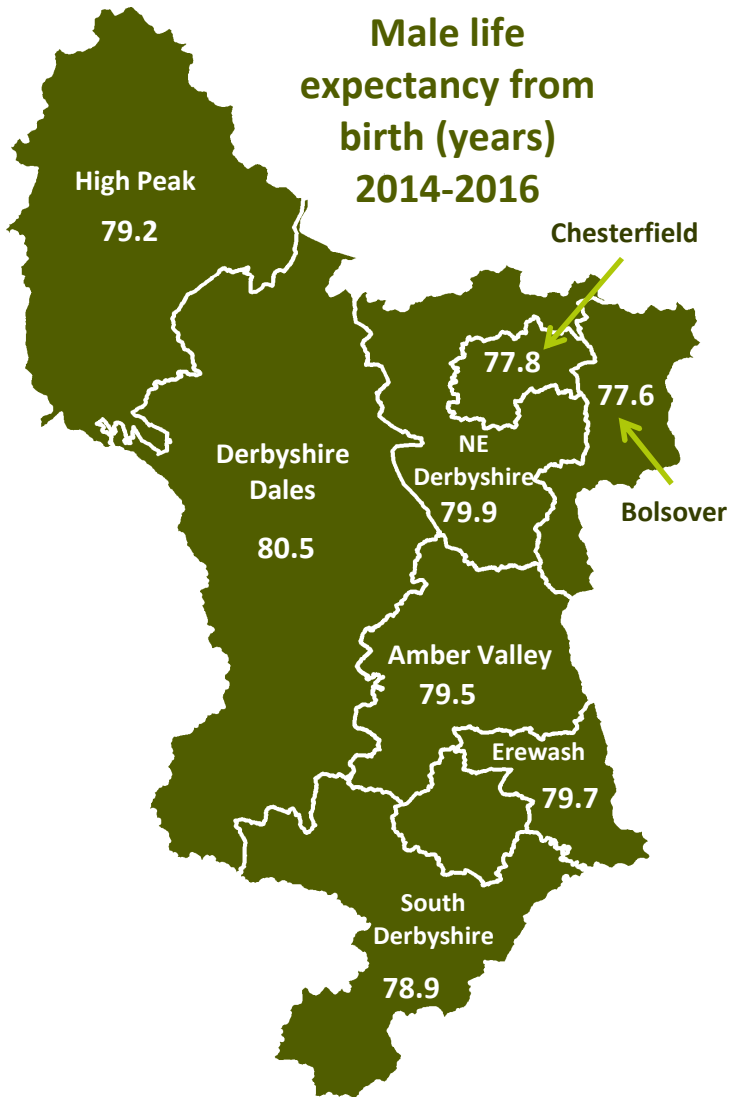 Male life
expectancy from
birth (years)
2014-2016
High Peak
79.2
Chesterfield
77.8
77.6
Bolsover
NE
Derbyshire
79.9
Derbyshire
Dales
80.5
Amber Valley
79.5
Erewash
79.7
South
Derbyshire
78.9